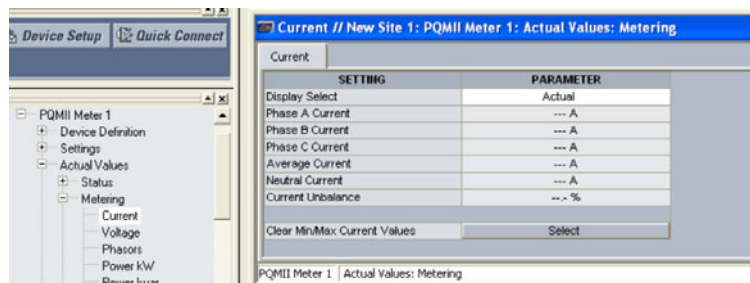 Device Setup
Quick Connect
PQMII Meter 1
Device Definition
Settings
Actual Values
Status
Metering
Current
Voltage
Phasors
Power kW
Power kvar
Current // New Site 1: PQMII Meter 1: Actual Values: Metering
Current
SETTING PARAMETER
Display Select Actual
Phase A Current --- A
Phase B Current --- A
Phase C Current --- A
Average Current --- A
Neutral Current --- A
Current Unbalance --.- %
Clear Min/Max Current Values Select
PQMII Meter 1 Actual Values: Metering